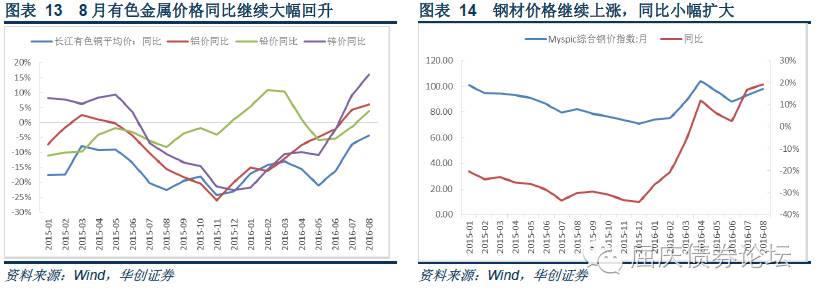 图表 13 8月有色金属价格同比继续大幅回升
长江有色铜平均价：同比 铝价同比 铅价同比 锌价同比
20%
15%
10%
5%
0%
-5%
-10%
-15%
-20%
-25%
-30%
2015-01 2015-02 2015-03 2015-04 2015-05 2015-06 2015-07 2015-08 2015-09 2015-10 2015-11 2015-12 2016-01 2016-02 2016-03 2016-04 2016-05 2016-06 2016-07 2016-08
资料来源：Wind，华创证券
图表 14 钢材价格继续上涨，同比小幅扩大
Myspic综合钢价指数:月 同比
120.00
100.00
80.00
60.00
40.00
20.00
0.00
30%
20%
10%
0%
-10%
-20%
-30%
-40%
2015-01 2015-02 2015-03 2015-04 2015-05 2015-06 2015-07 2015-08 2015-09 2015-10 2015-11 2015-12 2016-01 2016-02 2016-03 2016-04 2016-05 2016-06 2016-07 2016-08
资料来源：Wind，华创证券
屈庆债券论坛